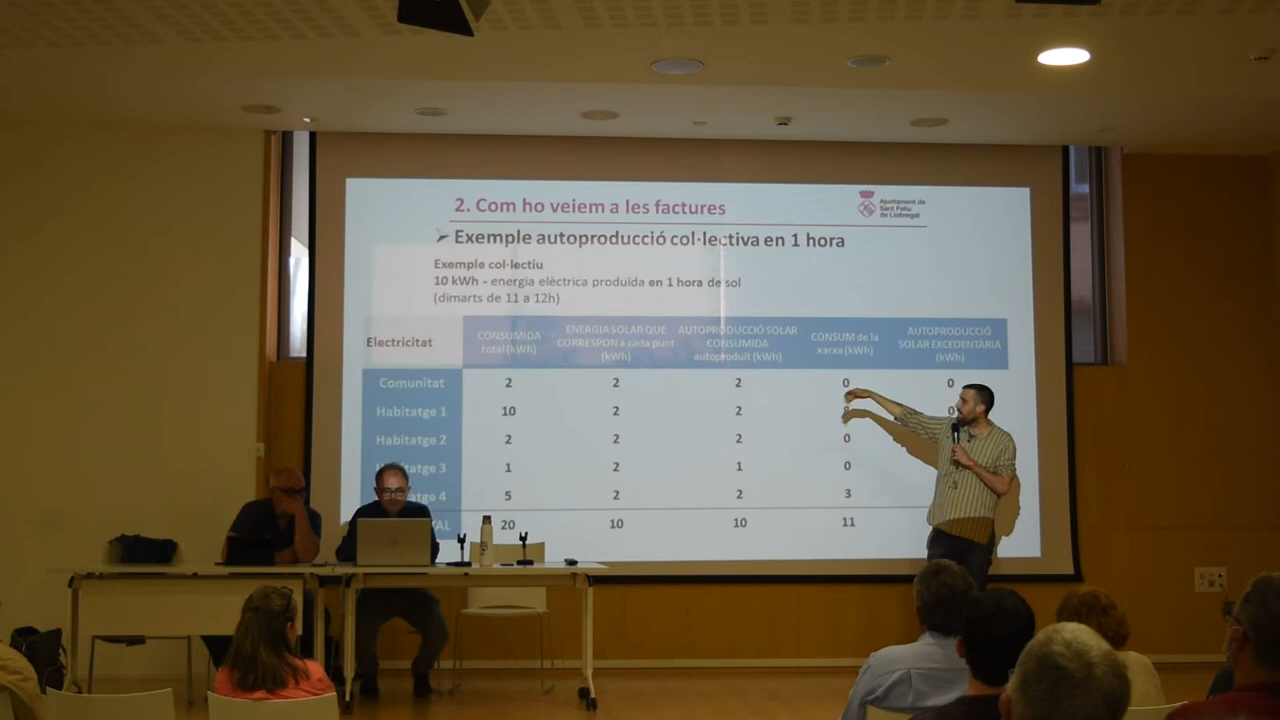 2. Com ho veiem a les factures
Ajuntament de
Sant Feliu
de Llobregat
➢ Exemple autoproducció col·lectiva en 1 hora
Exemple col·lectiu
10 kWh - energia elèctrica produïda en 1 hora de sol
(dimarts de 11 a 12h)
Electricitat
CONSUMIDA
total (kWh)
ENERGIA SOLAR QUE
CORRESPON a cada punt
(kWh)
AUTOPRODUCCIÓ SOLAR
CONSUMIDA
autoproduït (kWh)
CONSUM de la
xarxa (kWh)
AUTOPRODUCCIÓ
SOLAR EXCEDENTÀRIA
(kWh)
Comunitat 2 2 2 0 0
Habitatge 1 10 2 2
Habitatge 2 2 2 2 0
3 1 2 1 0
4 5 2 2 3
20 10 10 11